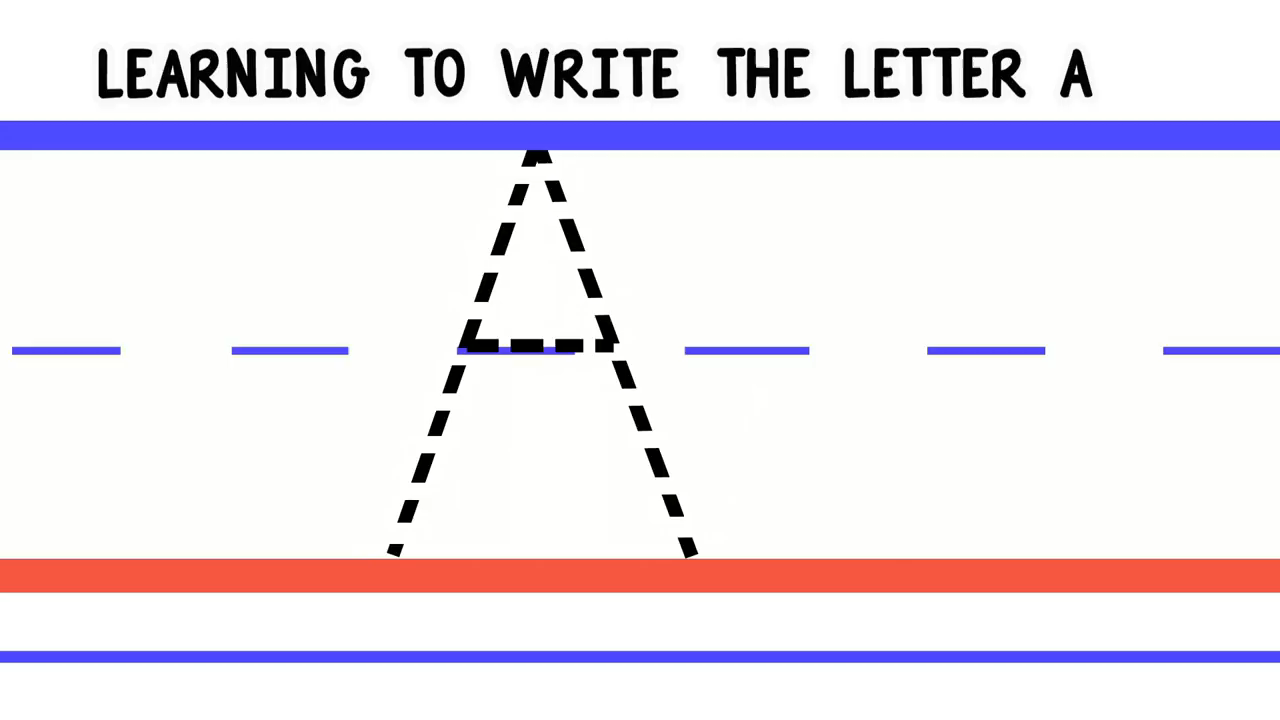 LEARNING TO WRITE THE LETTER A
A